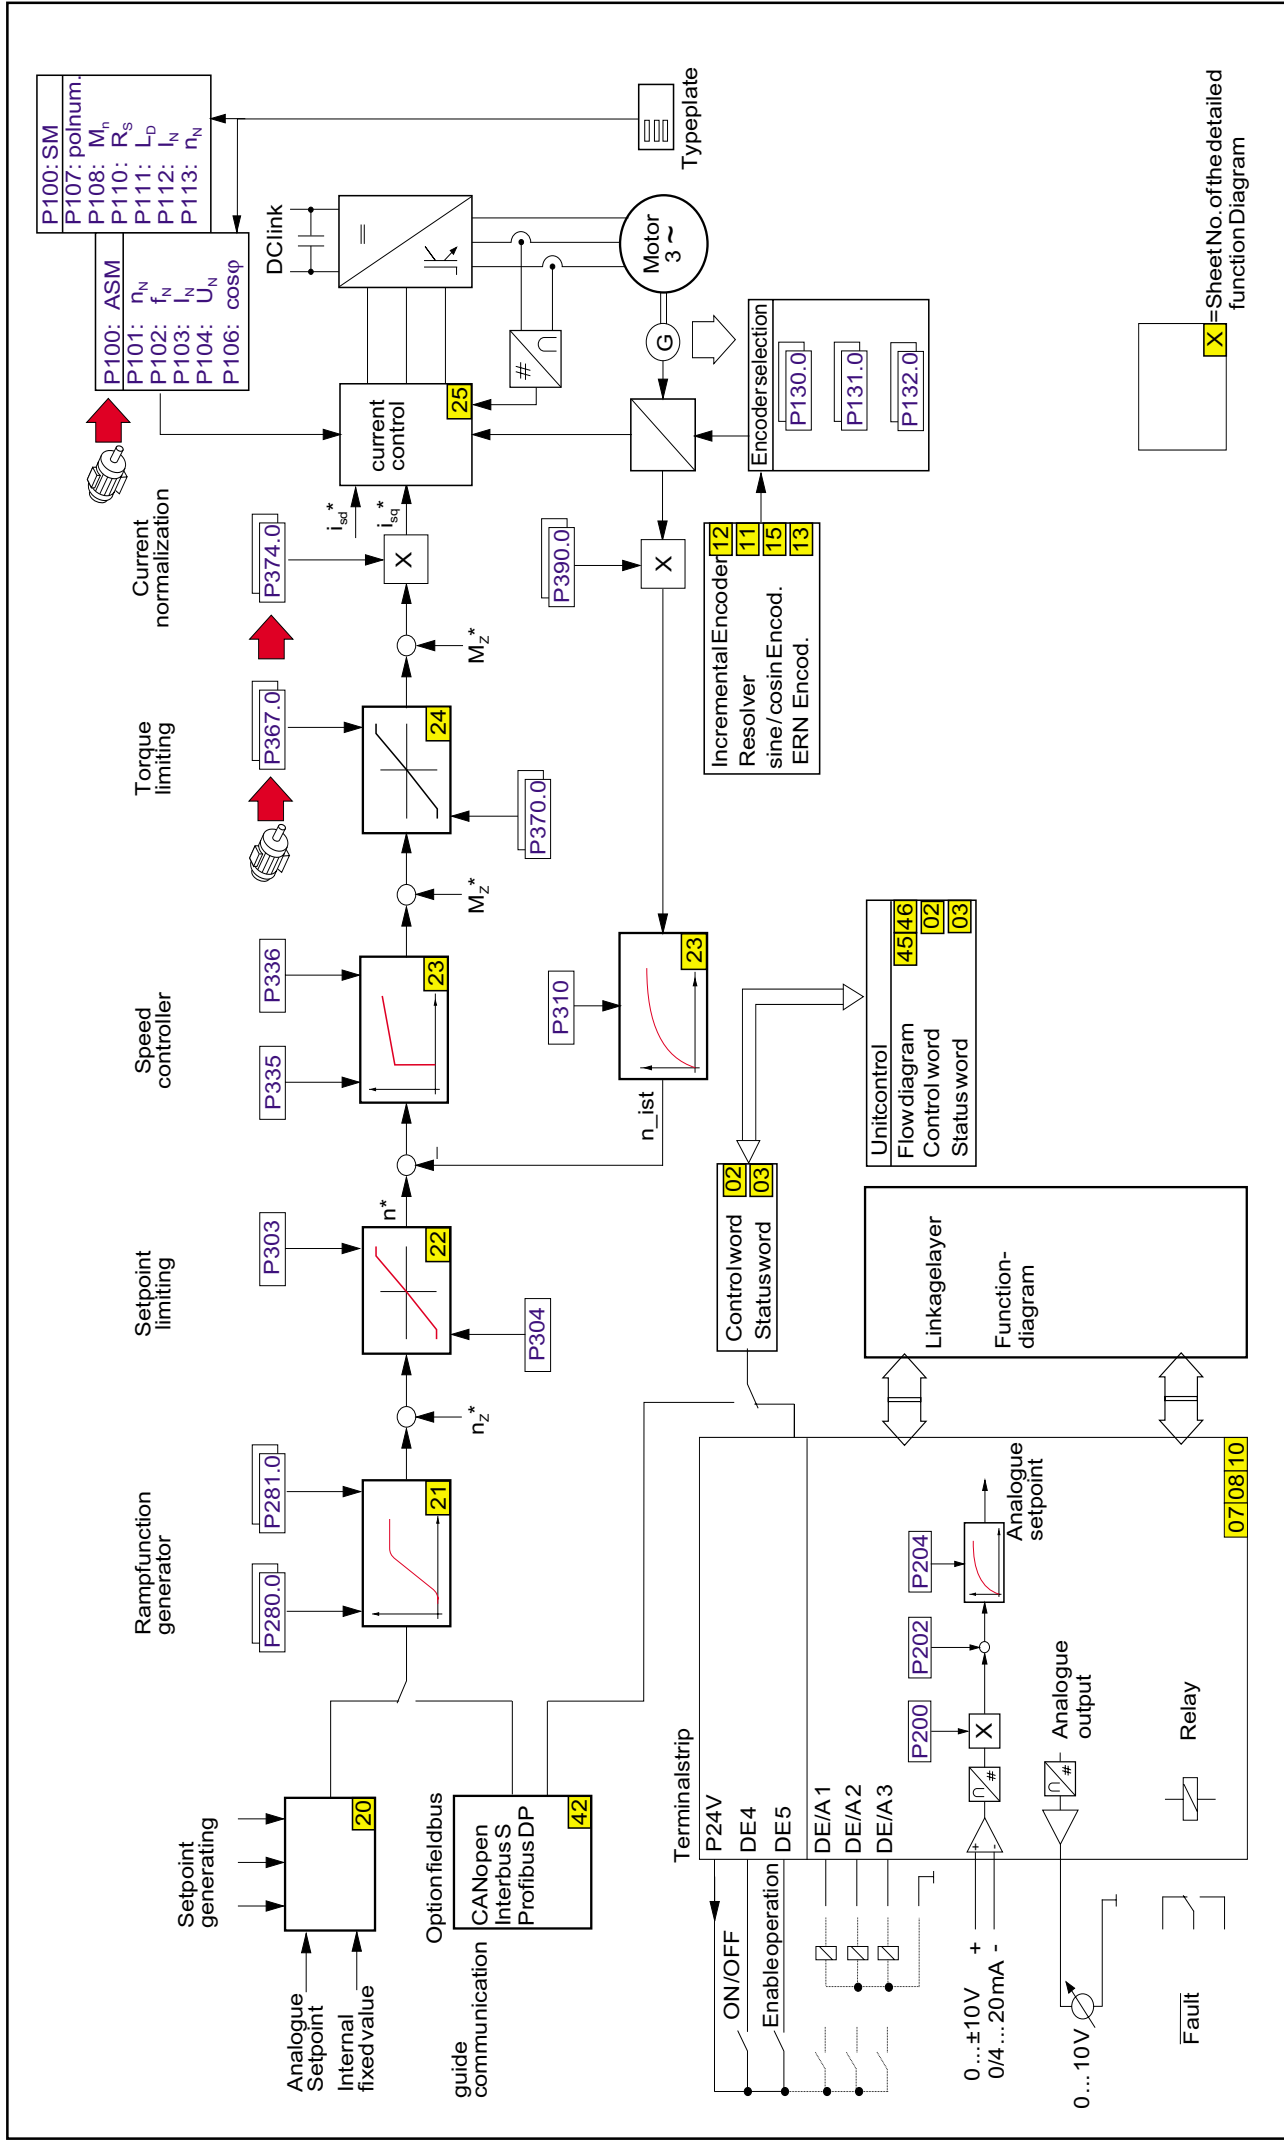 Setpoint
generating
Rampfunction
generator
Setpoint
limiting
Speed
controller
Torque
limiting
Current
normalization
P100: ASM
P101: nN
P102: fN
P103: IN
P104: UN
P106: cosφ
P100: SM
P107: polnum.
P108: Mn
P110: RS
P111: LD
P112: IN
P113: nN
P280.0
P281.0
P303
P335
P336
P367.0
P374.0
DC link
Analogue
Setpoint
Internal
fixed value
20
21
nZ*
22
P304
n*
–
23
MZ*
24
P370.0
MZ*
X
isd*
isq*
current
control
25
=
#
U
Typeplate
Motor
3 ~
G
guide
communication
Option fieldbus
CANopen
Interbus S
Profibus DP
42
n_ist
P310
23
P390.0
X
Encoder selection
P130.0
P131.0
P132.0
Incremental Encoder 12
Resolver 11
sine/cosin Encod. 15
ERN Encod. 13
Control word 02
Status word 03
Unit control
Flow diagram 45 46
Control word 02
Status word 03
Terminal strip
P24V
DE4
DE5
ON/OFF
Enable operation
DE/A1
DE/A2
DE/A3
0...±10V +
0/4...20mA -
+
-
U
#
X
P200
P202
P204
Analogue
setpoint
0...10V
U
#
Analogue
output
Fault
Relay
07 08 10
Linkage layer
Function-
diagram
X =Sheet No. of the detailed
function Diagram